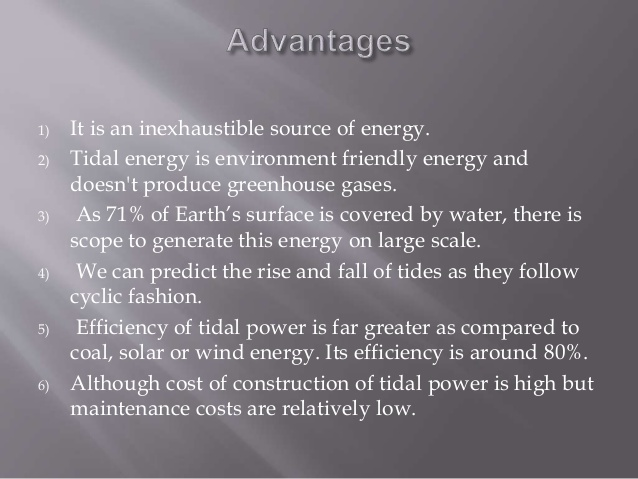 Advantages
1) It is an inexhaustible source of energy.
2) Tidal energy is environment friendly energy and
doesn't produce greenhouse gases.
3) As 71% of Earth’s surface is covered by water, there is
scope to generate this energy on large scale.
4) We can predict the rise and fall of tides as they follow
cyclic fashion.
5) Efficiency of tidal power is far greater as compared to
coal, solar or wind energy. Its efficiency is around 80%.
6) Although cost of construction of tidal power is high but
maintenance costs are relatively low.